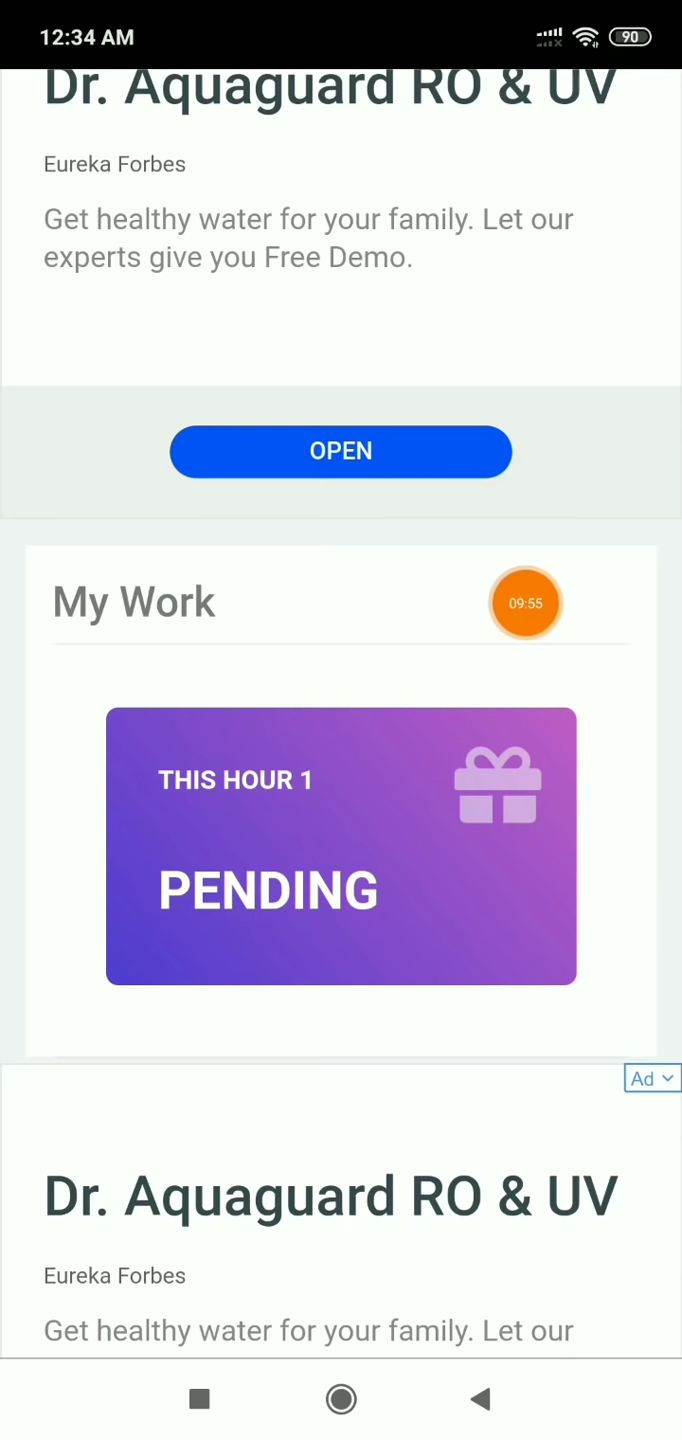 12:34 AM
90
Dr. Aquaguard RO & UV
Eureka Forbes
Get healthy water for your family. Let our
experts give you Free Demo.
OPEN
My Work
09:55
THIS HOUR 1
PENDING
Ad
Dr. Aquaguard RO & UV
Eureka Forbes
Get healthy water for your family. Let our